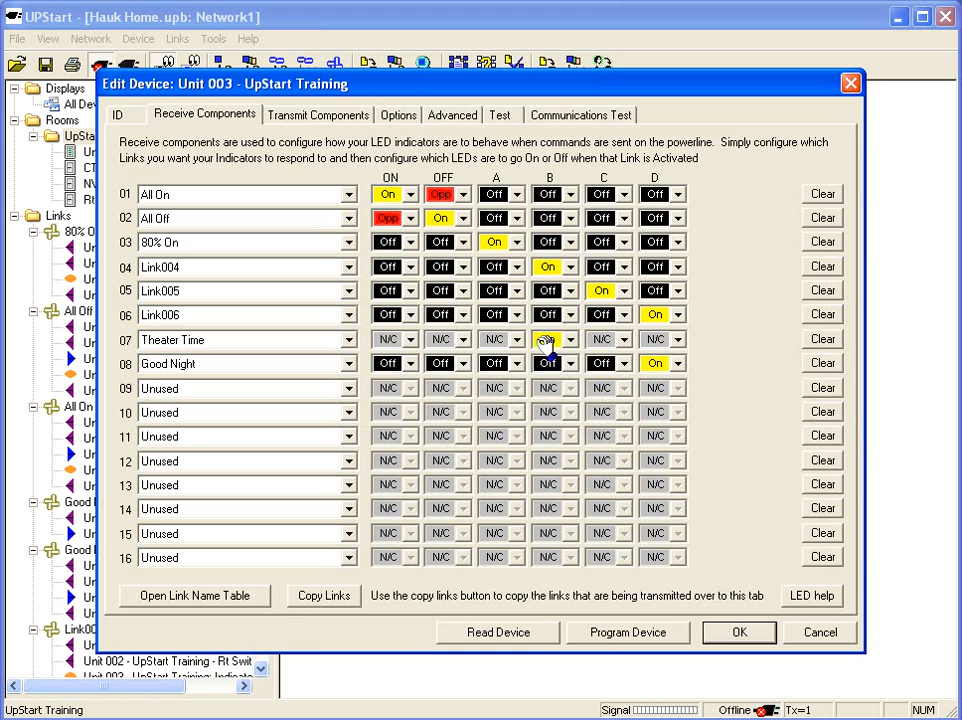 UPStart - [Hauk Home.upb: Network1]
File View Network Device Links Tools Help
Displays
All Dev
Rooms
UpSta
Ur
CT
NV
Rt
Links
80% O
Ur
Ur
Ur
Ur
All Off
Ur
Ur
Ur
Ur
Ur
All On
Ur
Ur
Ur
Ur
Ur
Good I
Ur
Ur
Good I
Ur
Ur
Ur
Ur
Link00
Ur
Unit 002 - UpStart Training - Rt Swit
Unit 003 - UpStart Training: Indicato
Edit Device: Unit 003 - UpStart Training
ID Receive Components Transmit Components Options Advanced Test Communications Test
Receive components are used to configure how your LED indicators are to behave when commands are sent on the powerline. Simply configure which
Links you want your Indicators to respond to and then configure which LEDs are to go On or Off when that Link is Activated
ON OFF A B C D
01 All On On Opp Off Off Off Off Clear
02 All Off Opp On Off Off Off Off Clear
03 80% On Off Off On Off Off Off Clear
04 Link004 Off Off Off On Off Off Clear
05 Link005 Off Off Off Off On Off Clear
06 Link006 Off Off Off Off Off On Clear
07 Theater Time N/C N/C N/C N/C N/C Clear
08 Good Night Off Off Off Off Off On Clear
09 Unused N/C N/C N/C N/C N/C N/C Clear
10 Unused N/C N/C N/C N/C N/C N/C Clear
11 Unused N/C N/C N/C N/C N/C N/C Clear
12 Unused N/C N/C N/C N/C N/C N/C Clear
13 Unused N/C N/C N/C N/C N/C N/C Clear
14 Unused N/C N/C N/C N/C N/C N/C Clear
15 Unused N/C N/C N/C N/C N/C N/C Clear
16 Unused N/C N/C N/C N/C N/C N/C Clear
Open Link Name Table Copy Links Use the copy links button to copy the links that are being transmitted over to this tab LED help
Read Device Program Device OK Cancel
UpStart Training Signal Offline Tx=1 NUM